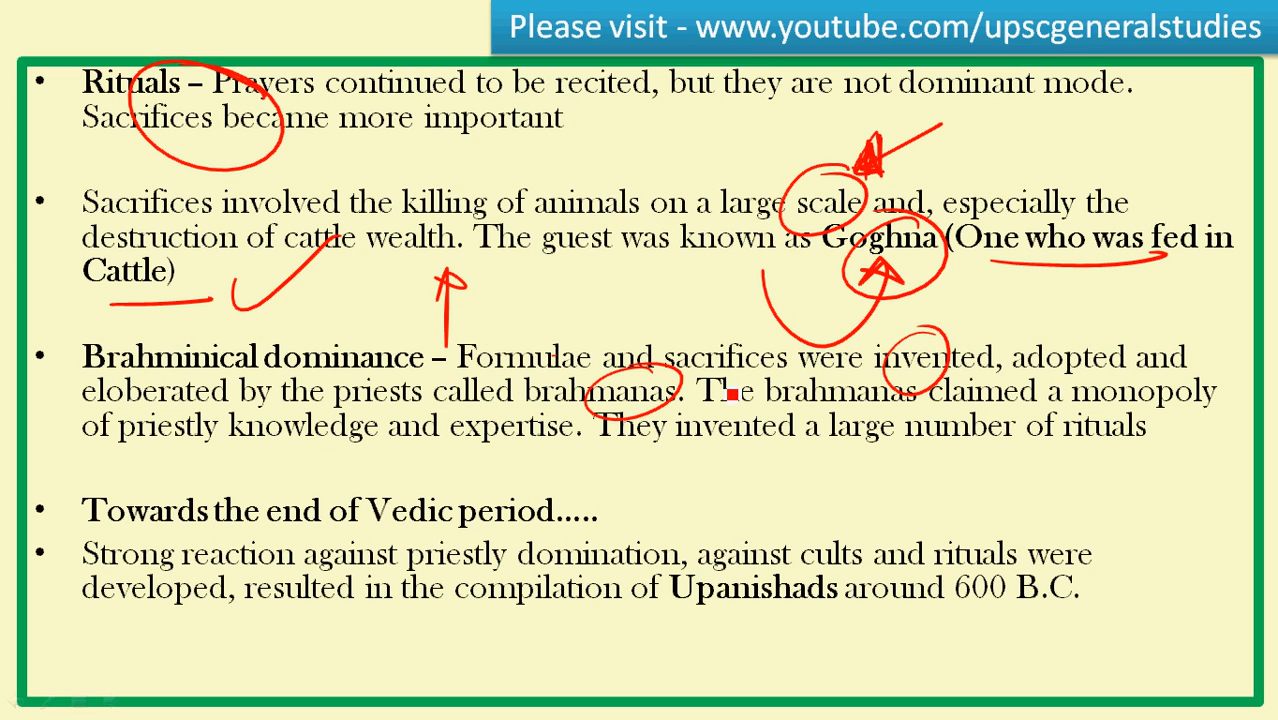 Please visit - www.youtube.com/upscgeneralstudies
• Rituals – Prayers continued to be recited, but they are not dominant mode.
Sacrifices became more important
• Sacrifices involved the killing of animals on a large scale and, especially the
destruction of cattle wealth. The guest was known as Goghna (One who was fed in
Cattle)
• Brahminical dominance – Formulae and sacrifices were invented, adopted and
eloberated by the priests called brahmanas. The brahmanas claimed a monopoly
of priestly knowledge and expertise. They invented a large number of rituals
• Towards the end of Vedic period.....
• Strong reaction against priestly domination, against cults and rituals were
developed, resulted in the compilation of Upanishads around 600 B.C.